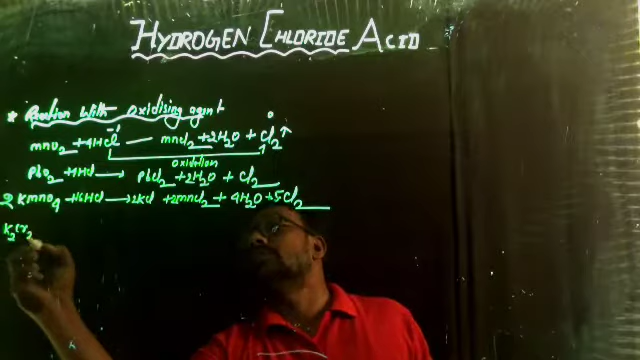 HYDROGEN CHLORIDE ACID
* Reaction with oxidising agent
MnO2 + 4HCl — MnCl2 + 2H2O + Cl2↑
oxidation
PbO2 + 4HCl → PbCl2 + 2H2O + Cl2
2KMnO4 + 16HCl → 2KCl + 2MnCl2 + 4H2O + 5Cl2
K2Cr2